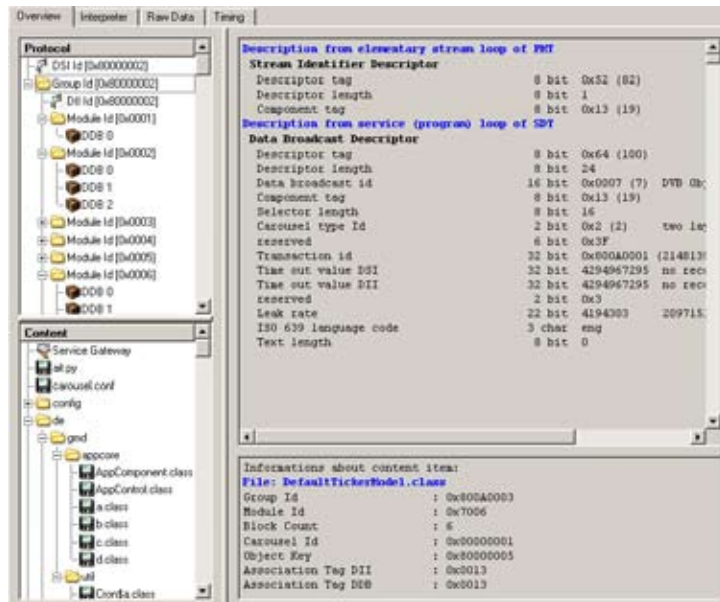 Overview Interpreter Raw Data Timing
Protocol
DSI Id [0x00000002]
Group Id [0x80000002]
DII Id [0x80000002]
Module Id [0x0001]
DDB 0
Module Id [0x0002]
DDB 0
DDB 1
DDB 2
Module Id [0x0003]
Module Id [0x0004]
Module Id [0x0005]
Module Id [0x0006]
DDB 0
DDB 1
Content
Service Gateway
ait.py
carousel.conf
config
de
gmd
appcore
AppComponent.class
AppControl.class
a.class
b.class
c.class
d.class
util
Cron$a.class
Description from elementary stream loop of PMT
Stream Identifier Descriptor
Descriptor tag 8 bit 0x52 (82)
Descriptor length 8 bit 1
Component tag 8 bit 0x13 (19)
Description from service (program) loop of SDT
Data Broadcast Descriptor
Descriptor tag 8 bit 0x64 (100)
Descriptor length 8 bit 24
Data broadcast id 16 bit 0x0007 (7) DVB Ob
Component tag 8 bit 0x13 (19)
Selector length 8 bit 16
Carousel type Id 2 bit 0x2 (2) two lay
reserved 6 bit 0x3F
Transaction id 32 bit 0x800A0001 (2148139
Time out value DSI 32 bit 4294967295 no reco
Time out value DII 32 bit 4294967295 no reco
reserved 2 bit 0x3
Leak rate 22 bit 4194303 209715
ISO 639 language code 3 char eng
Text length 8 bit 0
Informations about content item:
File: DefaultTickerModel.class
Group Id : 0x800A0003
Module Id : 0x7006
Block Count : 6
Carousel Id : 0x00000001
Object Key : 0x80000005
Association Tag DII : 0x0013
Association Tag DDB : 0x0013